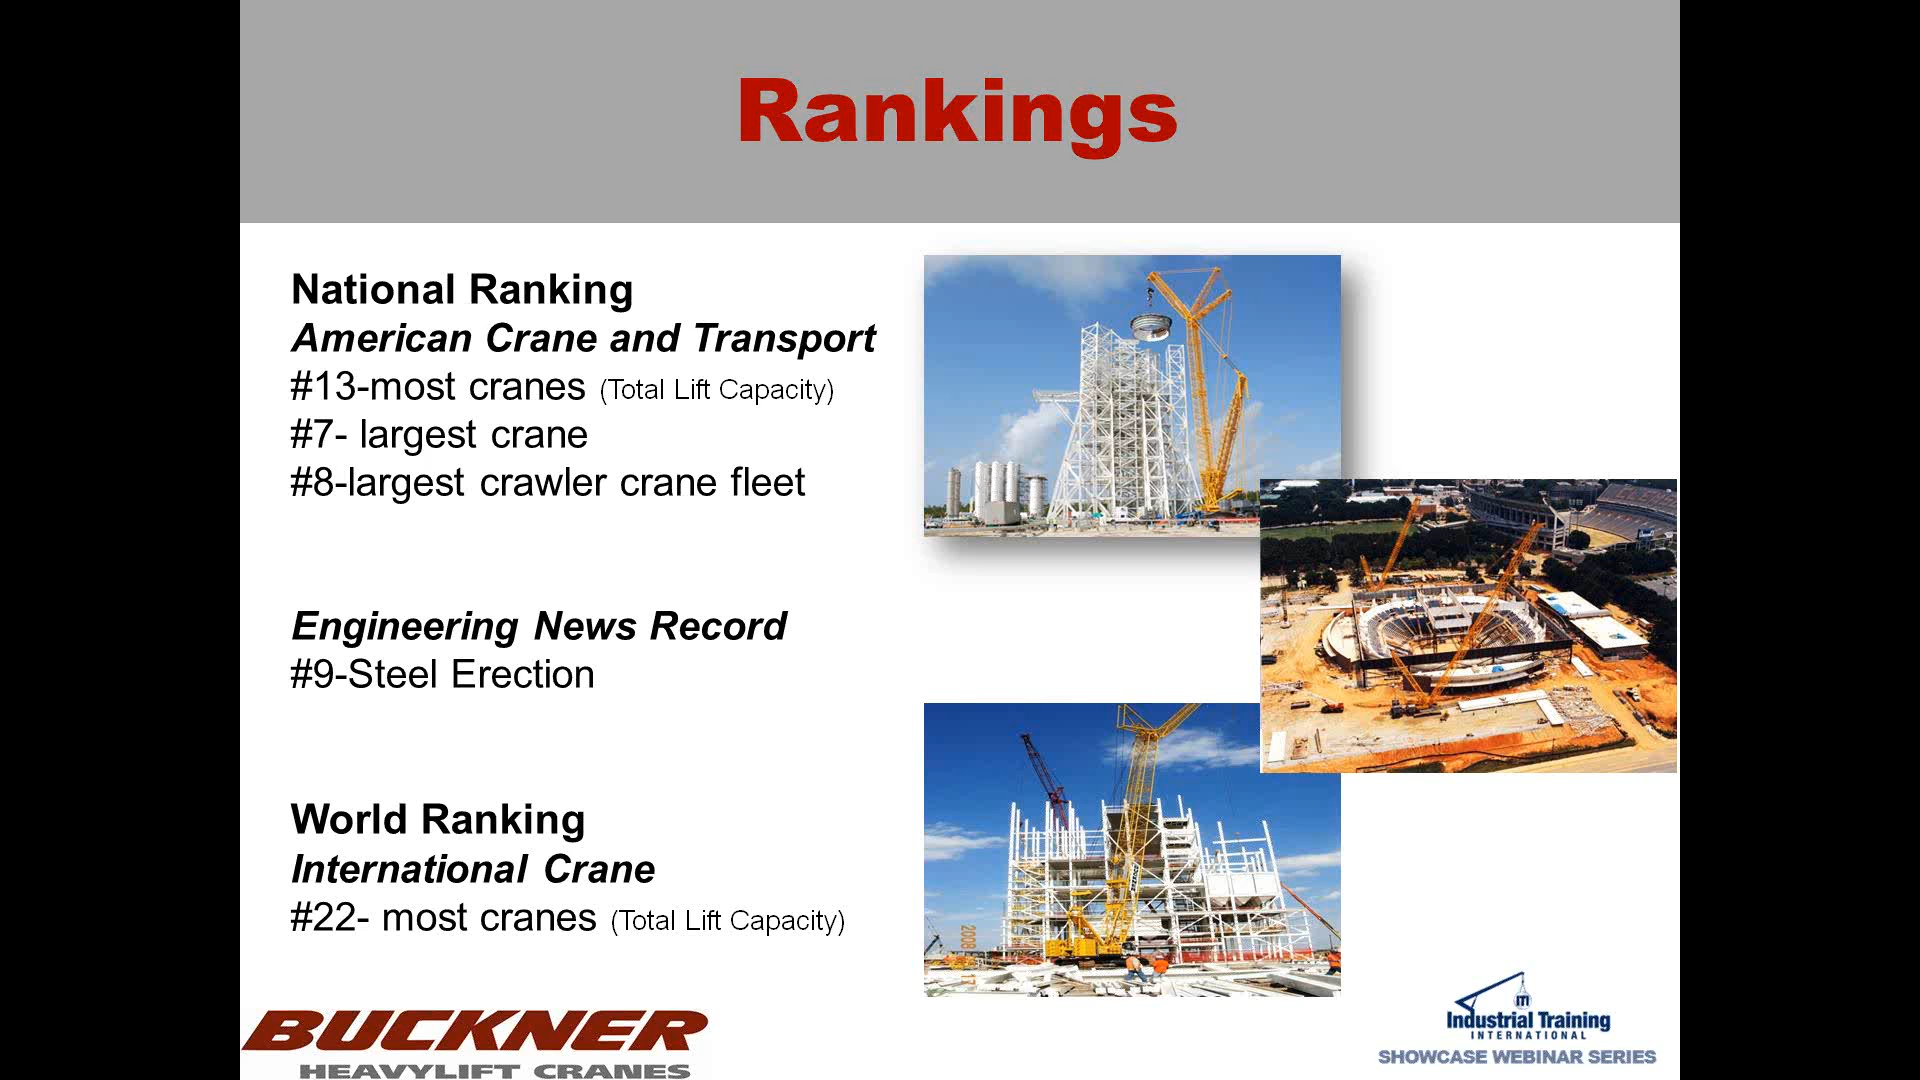 Rankings
National Ranking
American Crane and Transport
#13-most cranes (Total Lift Capacity)
#7- largest crane
#8-largest crawler crane fleet
Engineering News Record
#9-Steel Erection
World Ranking
International Crane
#22- most cranes (Total Lift Capacity)
BUCKNER
HEAVYLIFT CRANES
ITI
Industrial Training
INTERNATIONAL
SHOWCASE WEBINAR SERIES